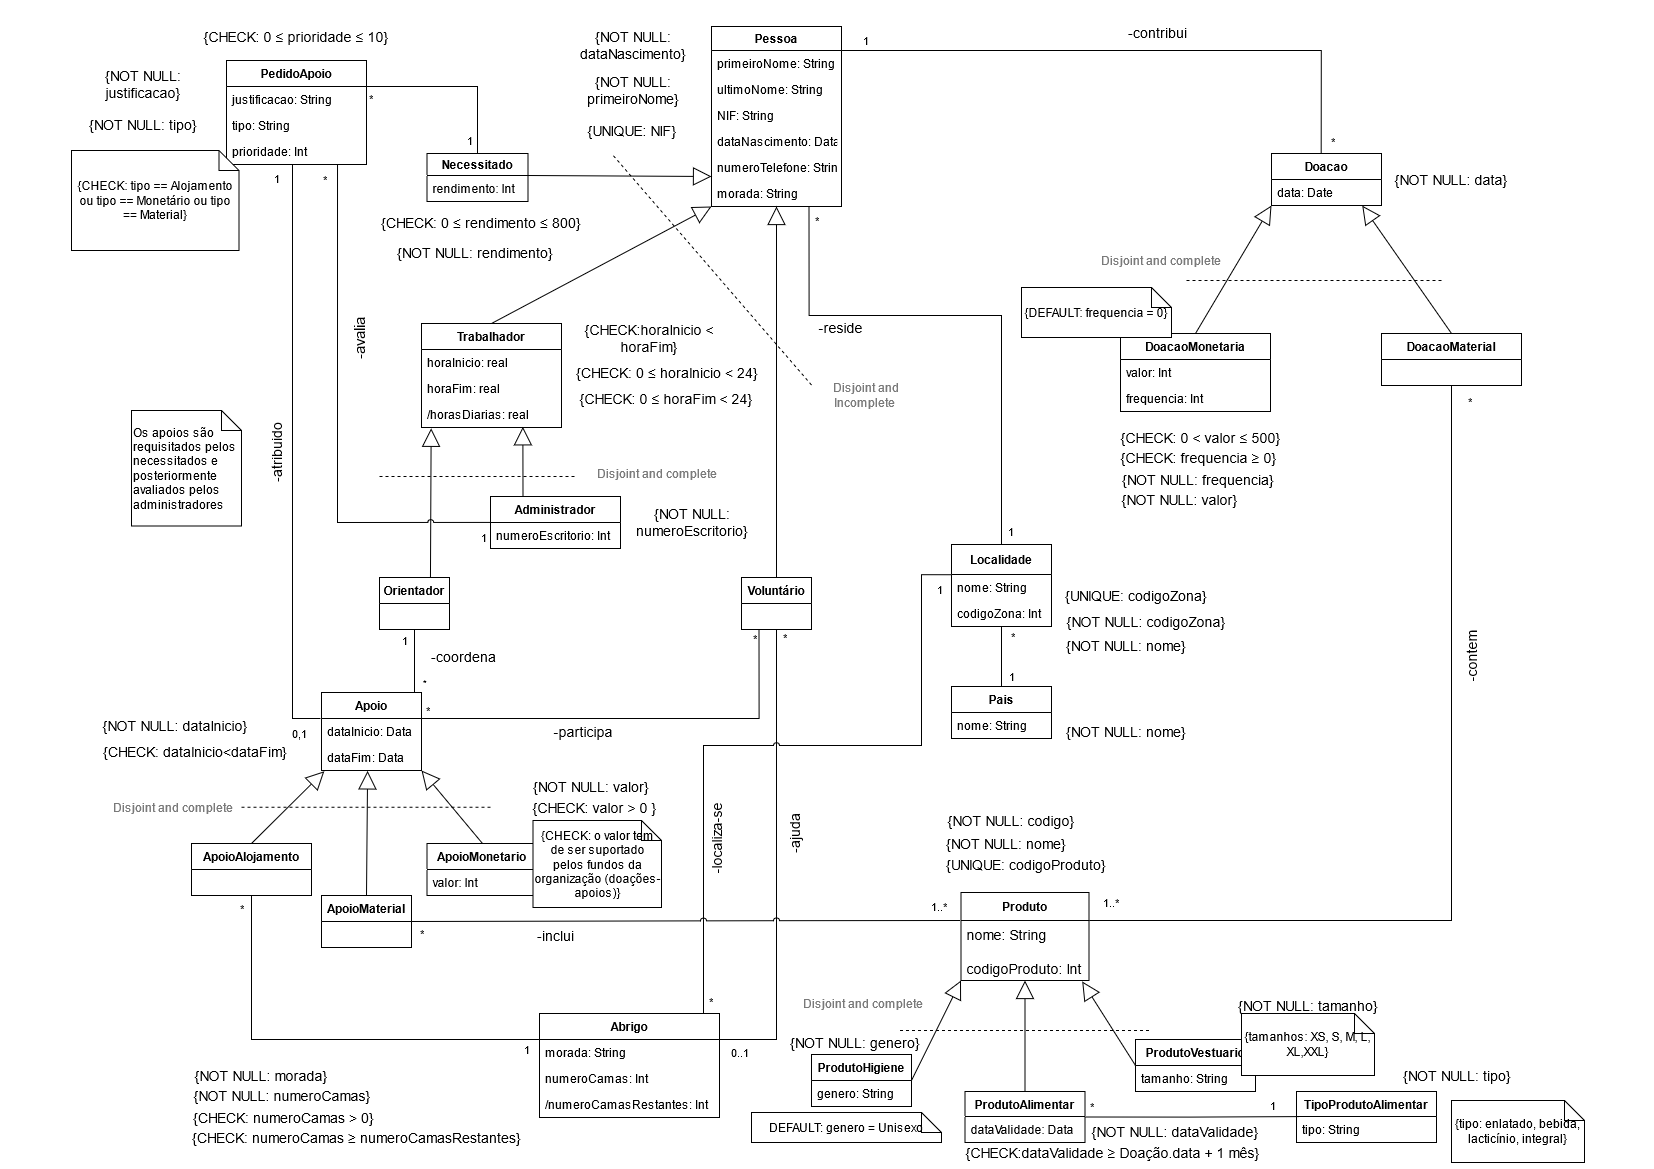 {CHECK: 0 ≤ prioridade ≤ 10}
PedidoApoio
justificacao: String
tipo: String
prioridade: Int
{NOT NULL:
justificacao}
{NOT NULL: tipo}
{CHECK: tipo == Alojamento
ou tipo == Monetário ou tipo
== Material}
*
1
1
*
Necessitado
rendimento: Int
{CHECK: 0 ≤ rendimento ≤ 800}
{NOT NULL: rendimento}
{NOT NULL:
dataNascimento}
{NOT NULL:
primeiroNome}
{UNIQUE: NIF}
Pessoa
primeiroNome: String
ultimoNome: String
NIF: String
dataNascimento: Data
numeroTelefone: Strin
morada: String
1
-contribui
*
*
Doacao
data: Date
{NOT NULL: data}
Disjoint and complete
{DEFAULT: frequencia = 0}
DoacaoMonetaria
valor: Int
frequencia: Int
DoacaoMaterial
*
{CHECK: 0 < valor ≤ 500}
{CHECK: frequencia ≥ 0}
{NOT NULL: frequencia}
{NOT NULL: valor}
-avalia
-reside
Trabalhador
horaInicio: real
horaFim: real
/horasDiarias: real
{CHECK:horaInicio <
horaFim}
{CHECK: 0 ≤ horaInicio < 24}
{CHECK: 0 ≤ horaFim < 24}
Disjoint and
Incomplete
Os apoios são
requisitados pelos
necessitados e
posteriormente
avaliados pelos
administradores
-atribuido
Disjoint and complete
Administrador
numeroEscritorio: Int
1
{NOT NULL:
numeroEscritorio}
Orientador
1
-coordena
*
Voluntário
*
*
1
Localidade
nome: String
codigoZona: Int
1
{UNIQUE: codigoZona}
{NOT NULL: codigoZona}
{NOT NULL: nome}
*
1
Pais
nome: String
{NOT NULL: nome}
-contem
Apoio
dataInicio: Data
dataFim: Data
*
0,1
{NOT NULL: dataInicio}
{CHECK: dataInicio<dataFim}
-participa
Disjoint and complete
{NOT NULL: valor}
{CHECK: valor > 0 }
{CHECK: o valor tem
de ser suportado
pelos fundos da
organização (doações-
apoios)}
ApoioAlojamento
*
ApoioMonetario
valor: Int
ApoioMaterial
*
-inclui
-localiza-se
-ajuda
{NOT NULL: codigo}
{NOT NULL: nome}
{UNIQUE: codigoProduto}
1..*
Produto
nome: String
codigoProduto: Int
1..*
Disjoint and complete
*
Abrigo
morada: String
numeroCamas: Int
/numeroCamasRestantes: Int
1
0..1
{NOT NULL: morada}
{NOT NULL: numeroCamas}
{CHECK: numeroCamas > 0}
{CHECK: numeroCamas ≥ numeroCamasRestantes}
{NOT NULL: genero}
ProdutoHigiene
genero: String
DEFAULT: genero = Unisexo
{NOT NULL: tamanho}
{tamanhos: XS, S, M, L,
XL,XXL}
ProdutoVestuario
tamanho: String
ProdutoAlimentar
dataValidade: Data
*
1
{NOT NULL: dataValidade}
{CHECK:dataValidade ≥ Doação.data + 1 mês}
TipoProdutoAlimentar
tipo: String
{NOT NULL: tipo}
{tipo: enlatado, bebida,
lacticínio, integral}